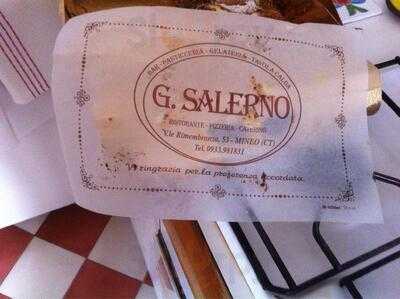 BAR - PASTICCERIA - GELATERIA - TAVOLA CALDA
G. SALERNO
RISTORANTE - PIZZERIA - CATERING
V.le Rimembranza, 53 - MINEO (CT)
Tel. 0933.981831
Vi ringrazia per la preferenza accordata.